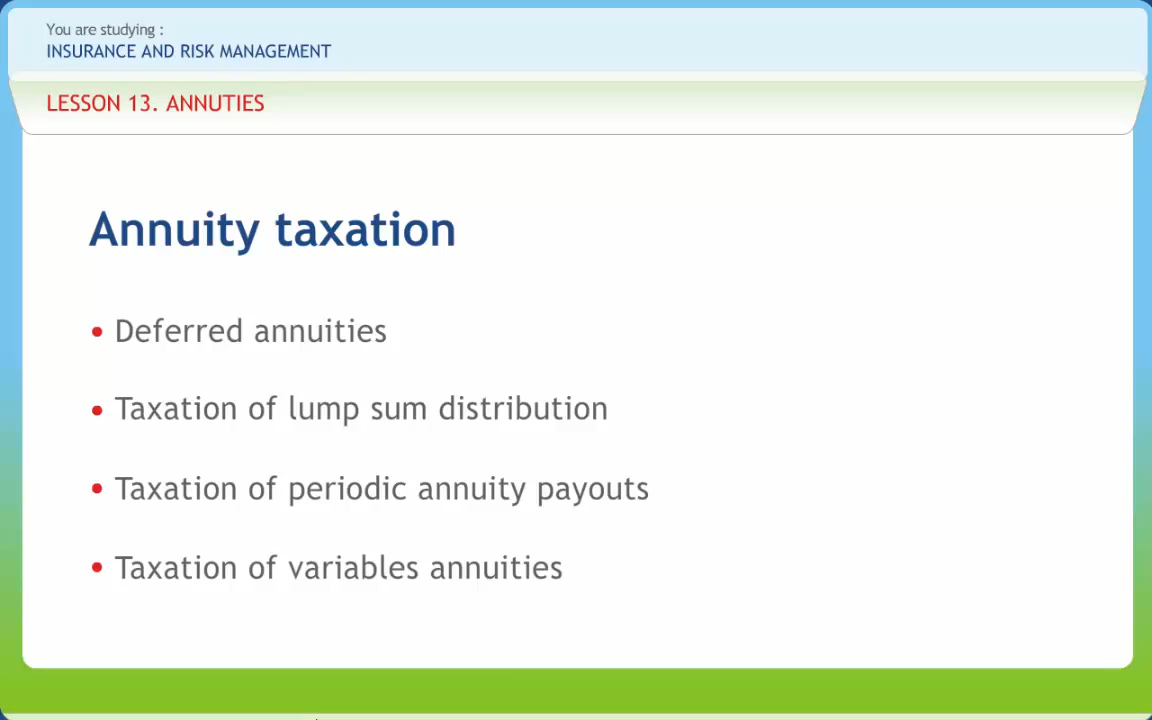 You are studying :
INSURANCE AND RISK MANAGEMENT
LESSON 13. ANNUTIES
Annuity taxation
• Deferred annuities
• Taxation of lump sum distribution
• Taxation of periodic annuity payouts
• Taxation of variables annuities